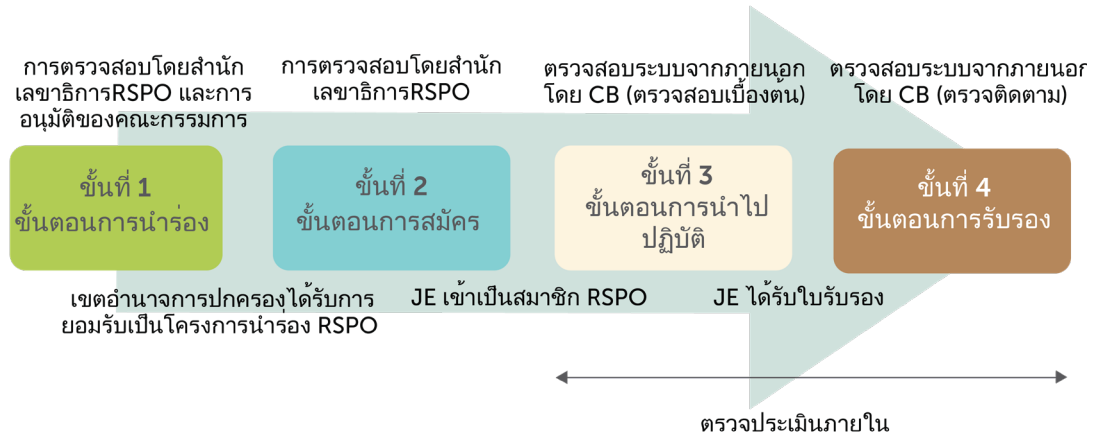 การตรวจสอบโดยสำนัก
เลขาธิการRSPO และการ
อนุมัติของคณะกรรมการ
การตรวจสอบโดยสำนัก
เลขาธิการRSPO
ตรวจสอบระบบจากภายนอก
โดย CB (ตรวจสอบเบื้องต้น)
ตรวจสอบระบบจากภายนอก
โดย CB (ตรวจติดตาม)
ขั้นที่ 1
ขั้นตอนการนำร่อง
ขั้นที่ 2
ขั้นตอนการสมัคร
ขั้นที่ 3
ขั้นตอนการนำไป
ปฏิบัติ
ขั้นที่ 4
ขั้นตอนการรับรอง
เขตอำนาจการปกครองได้รับการ
ยอมรับเป็นโครงการนำร่อง RSPO
JE เข้าเป็นสมาชิก RSPO
JE ได้รับใบรับรอง
ตรวจประเมินภายใน